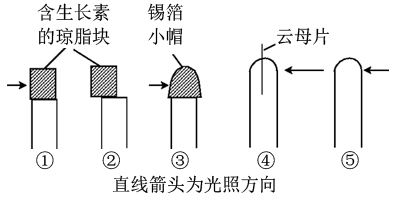 含生长素
的琼脂块
锡箔
小帽
云母片
① ② ③ ④ ⑤
直线箭头为光照方向